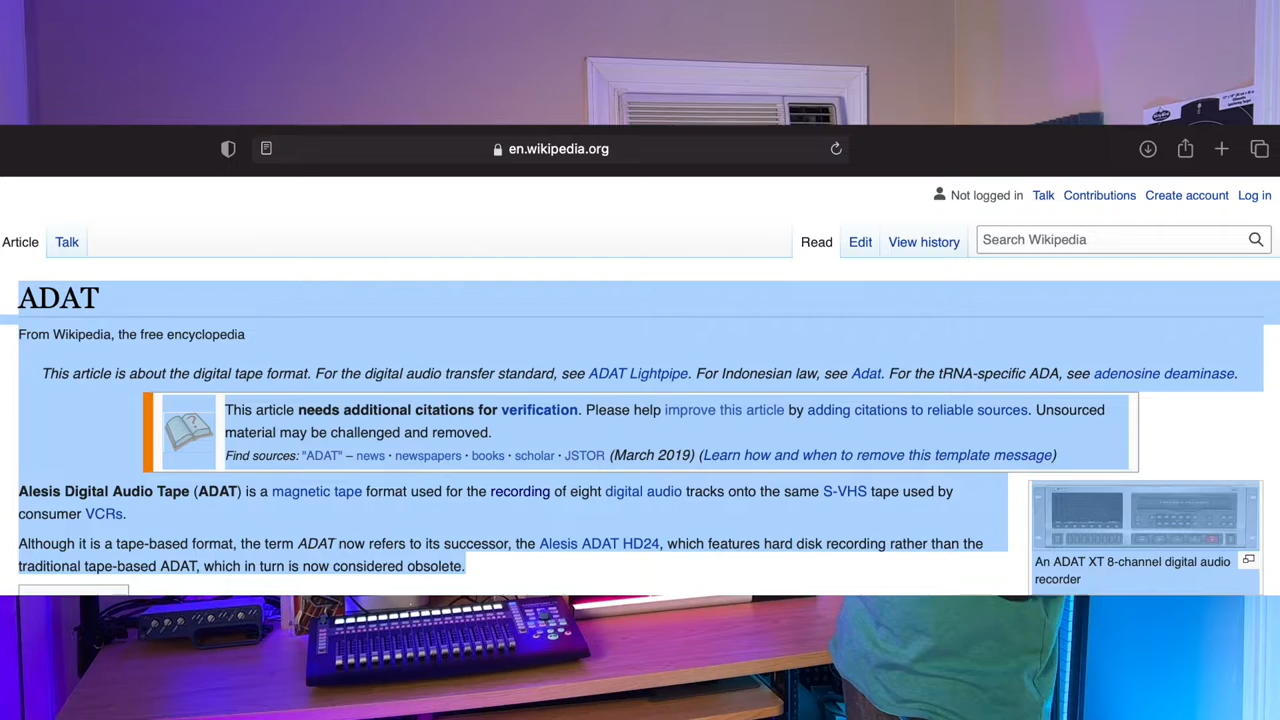 en.wikipedia.org
Not logged in Talk Contributions Create account Log in
Article Talk Read Edit View history Search Wikipedia
ADAT
From Wikipedia, the free encyclopedia
This article is about the digital tape format. For the digital audio transfer standard, see ADAT Lightpipe. For Indonesian law, see Adat. For the tRNA-specific ADA, see adenosine deaminase.
This article needs additional citations for verification. Please help improve this article by adding citations to reliable sources. Unsourced
material may be challenged and removed.
Find sources: "ADAT" – news · newspapers · books · scholar · JSTOR (March 2019) (Learn how and when to remove this template message)
Alesis Digital Audio Tape (ADAT) is a magnetic tape format used for the recording of eight digital audio tracks onto the same S-VHS tape used by
consumer VCRs.
Although it is a tape-based format, the term ADAT now refers to its successor, the Alesis ADAT HD24, which features hard disk recording rather than the
traditional tape-based ADAT, which in turn is now considered obsolete.
An ADAT XT 8-channel digital audio
recorder